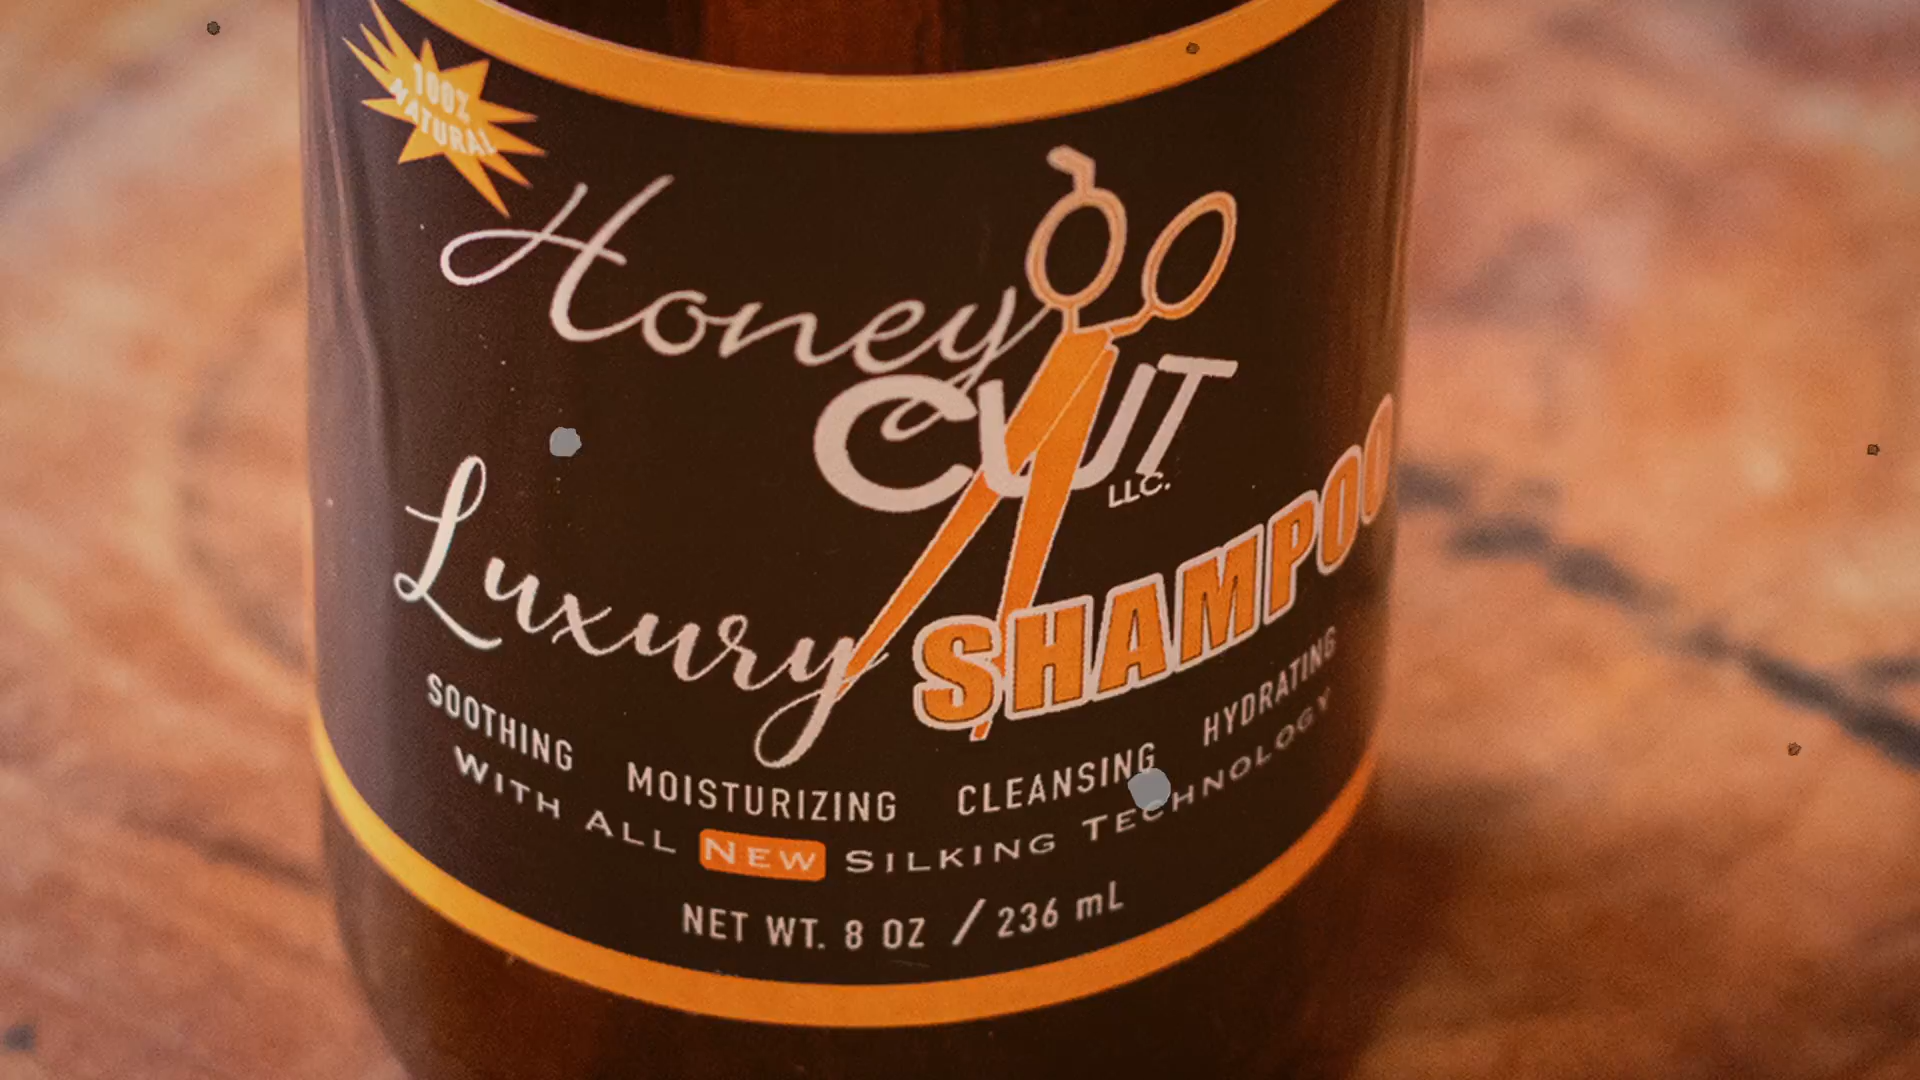 100% NATURAL
Honey
CUT
LLC.
Luxury SHAMPOO
SOOTHING MOISTURIZING CLEANSING HYDRATING
WITH ALL NEW SILKING TECHNOLOGY
NET WT. 8 OZ / 236 mL